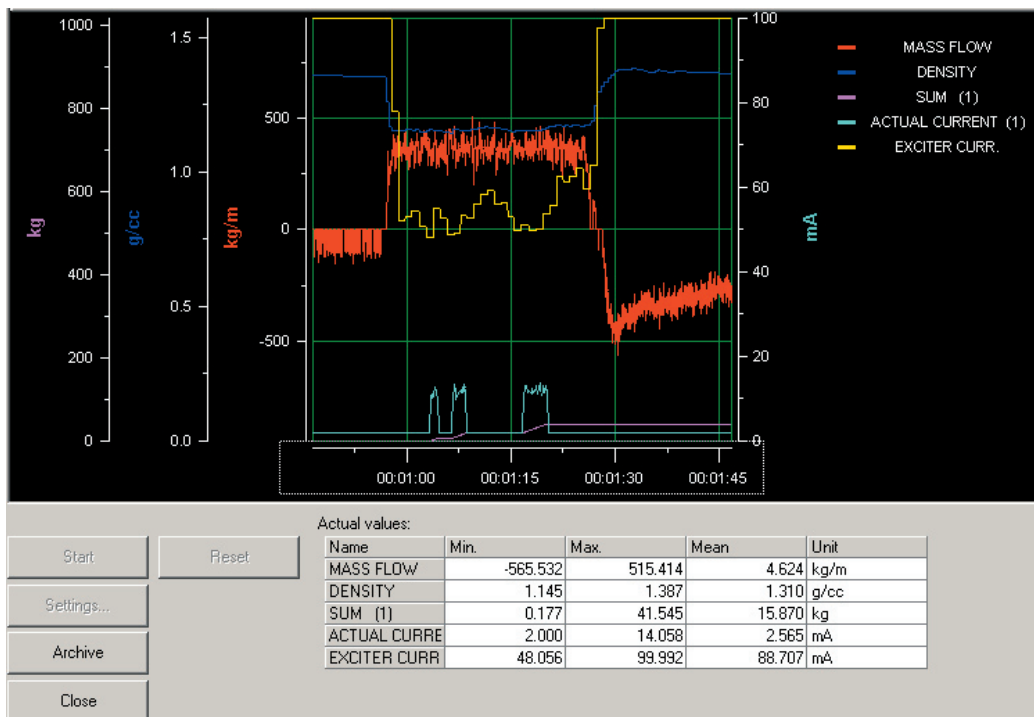 1000
1.5
100
MASS FLOW
DENSITY
SUM (1)
ACTUAL CURRENT (1)
EXCITER CURR.
800
500
80
1.0
600
60
kg
g/cc
kg/m
0
mA
400
40
0.5
-500
200
20
0
0.0
0
00:01:00 00:01:15 00:01:30 00:01:45
Actual values:
Name Min. Max. Mean Unit
MASS FLOW -565.532 515.414 4.624 kg/m
DENSITY 1.145 1.387 1.310 g/cc
SUM (1) 0.177 41.545 15.870 kg
ACTUAL CURRE 2.000 14.058 2.565 mA
EXCITER CURR 48.056 99.992 88.707 mA
Start Reset
Settings...
Archive
Close